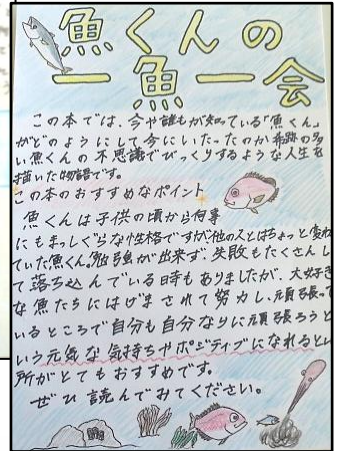 魚くんの
一魚一会
この本では、今や誰もが知っている「魚くん」
がどのようにして今にいたったのか奇跡の多
い魚くんの不思議でびっくりするような人生を
描いた物語です。
この本のおすすめなポイント
魚くんは子供の頃から何事
にもまっしぐらな性格ですが他の人とはちょっと変わ
ていた魚くん。勉強が出来ず、失敗もたくさんし
て落ち込んでいる時もありましたが、大好き
な魚たちにはげまされて努力し、頑張って
いるところで自分も自分なりに頑張ろうと
いう元気な気持ちやポジティブになれるとい
所がとてもおすすめです。
ぜひ読んでみてください。